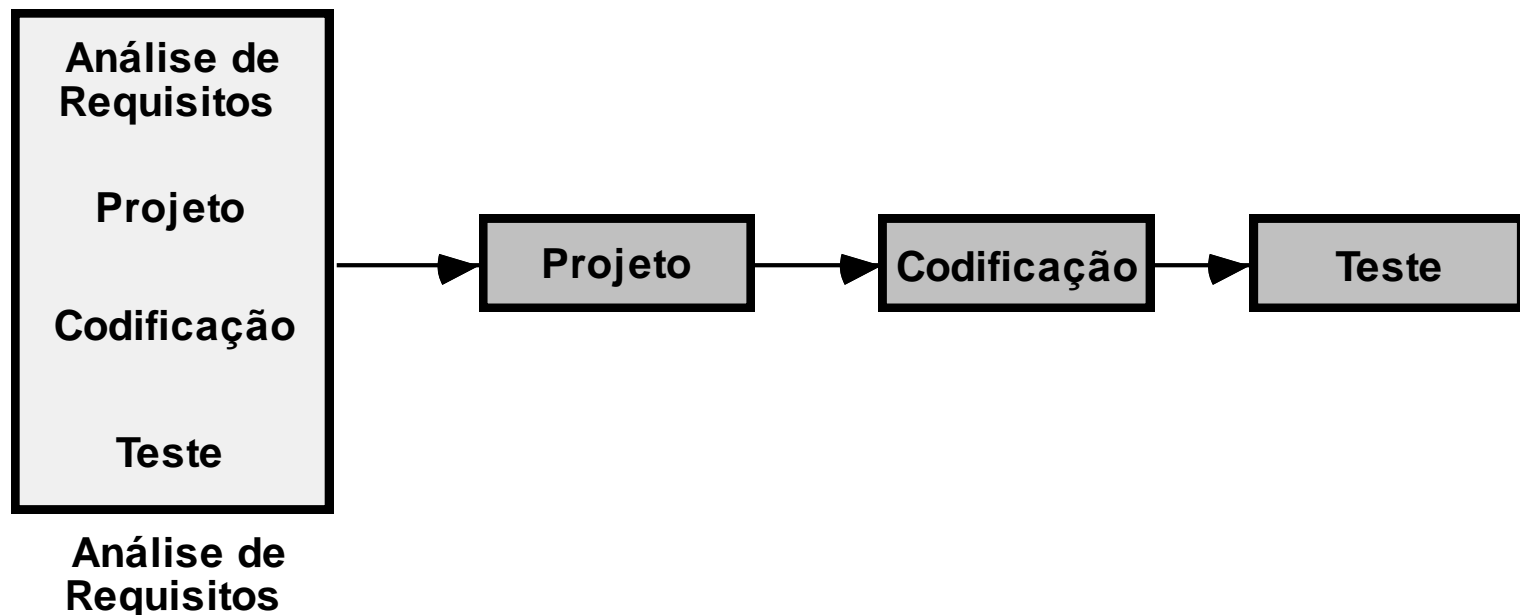 Análise de
Requisitos
Projeto
Codificação
Teste
Análise de
Requisitos
Projeto
Codificação
Teste